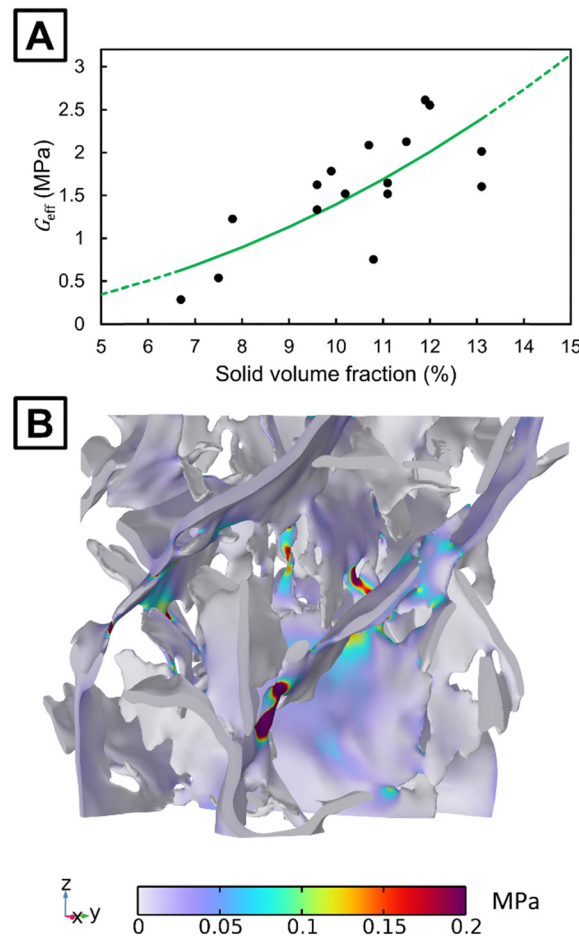 A
3
2.5
2
1.5
1
0.5
0
G_eff (MPa)
5 6 7 8 9 10 11 12 13 14 15
Solid volume fraction (%)
B
z
x y
MPa
0 0.05 0.1 0.15 0.2